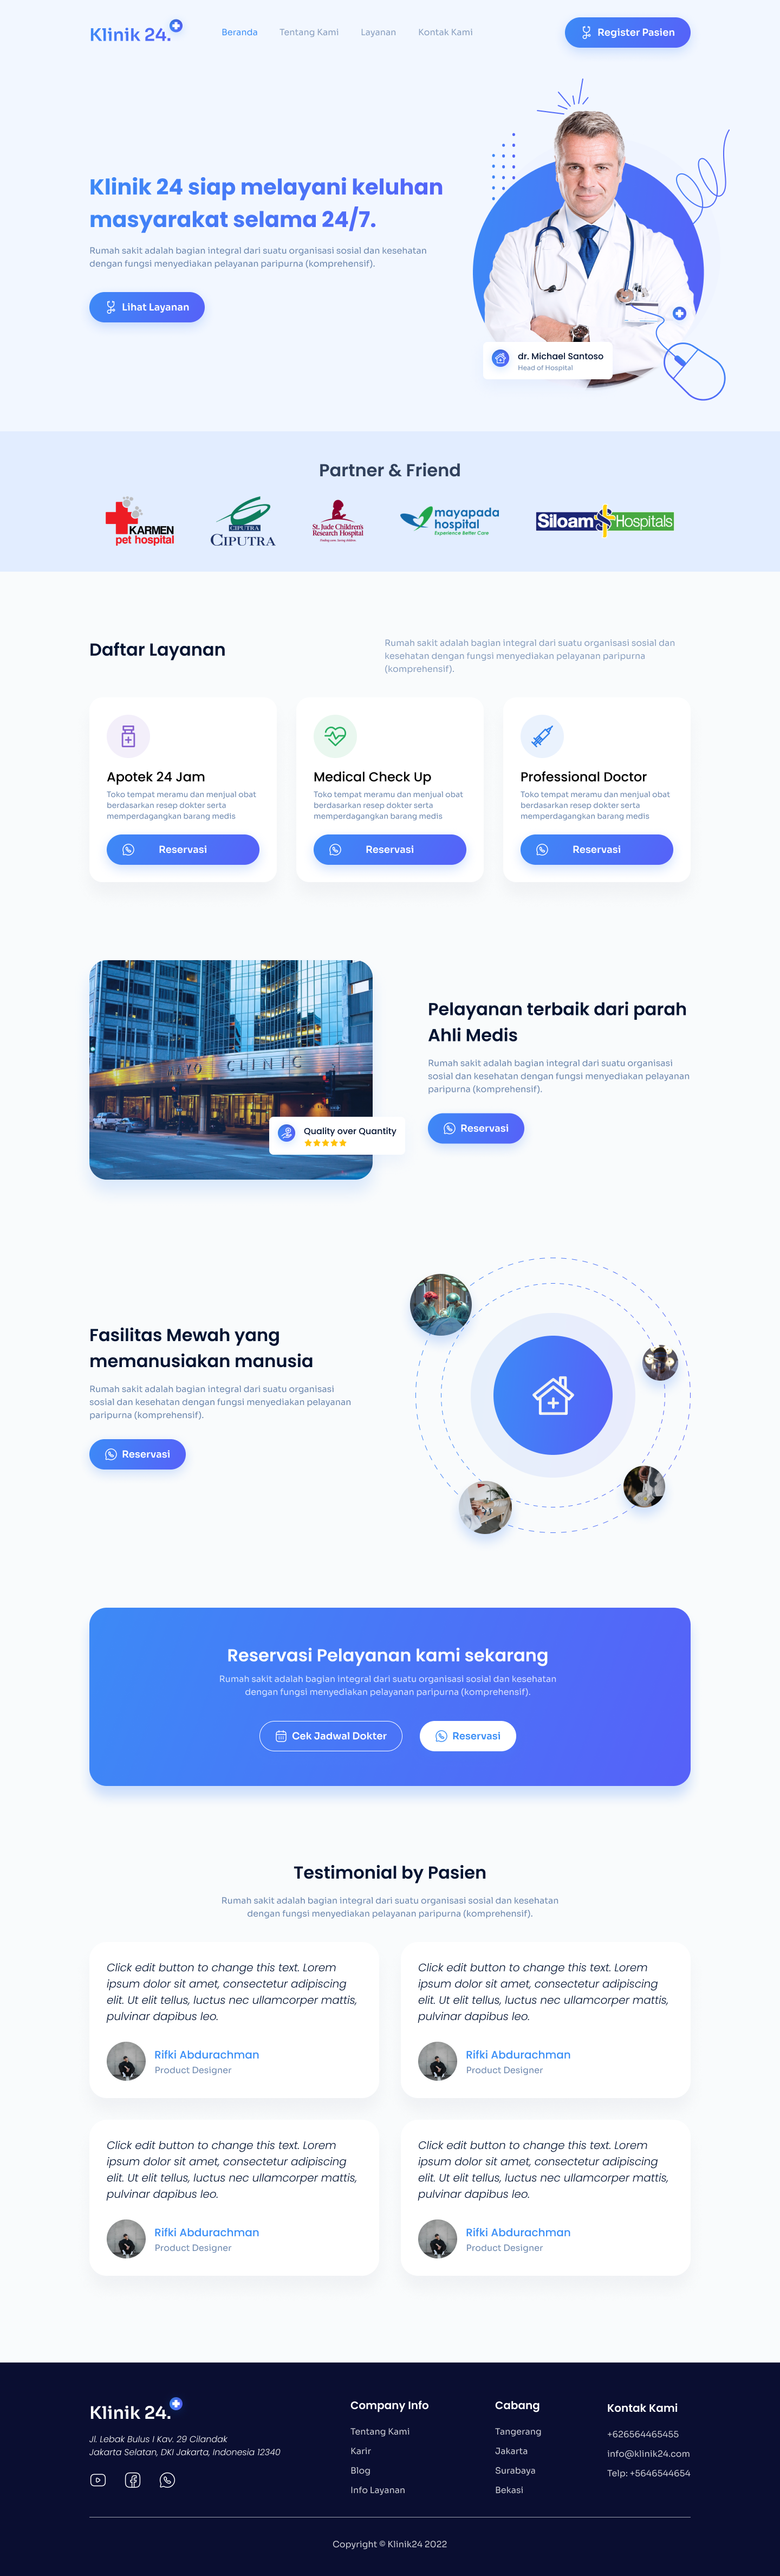 Klinik 24.
Beranda
Tentang Kami
Layanan
Kontak Kami
Register Pasien
Klinik 24 siap melayani keluhan
masyarakat selama 24/7.
Rumah sakit adalah bagian integral dari suatu organisasi sosial dan kesehatan
dengan fungsi menyediakan pelayanan paripurna (komprehensif).
Lihat Layanan
dr. Michael Santoso
Head of Hospital
Partner & Friend
KARMEN
pet hospital
CIPUTRA
CIPUTRA
St. Jude Children's
Research Hospital
Finding cures. Saving children.
mayapada
hospital
Experience Better Care
Siloam Hospitals
Daftar Layanan
Rumah sakit adalah bagian integral dari suatu organisasi sosial dan
kesehatan dengan fungsi menyediakan pelayanan paripurna
(komprehensif).
Apotek 24 Jam
Toko tempat meramu dan menjual obat
berdasarkan resep dokter serta
memperdagangkan barang medis
Reservasi
Medical Check Up
Toko tempat meramu dan menjual obat
berdasarkan resep dokter serta
memperdagangkan barang medis
Reservasi
Professional Doctor
Toko tempat meramu dan menjual obat
berdasarkan resep dokter serta
memperdagangkan barang medis
Reservasi
MAYO CLINIC
Quality over Quantity
Pelayanan terbaik dari parah
Ahli Medis
Rumah sakit adalah bagian integral dari suatu organisasi
sosial dan kesehatan dengan fungsi menyediakan pelayanan
paripurna (komprehensif).
Reservasi
Fasilitas Mewah yang
memanusiakan manusia
Rumah sakit adalah bagian integral dari suatu organisasi
sosial dan kesehatan dengan fungsi menyediakan pelayanan
paripurna (komprehensif).
Reservasi
Reservasi Pelayanan kami sekarang
Rumah sakit adalah bagian integral dari suatu organisasi sosial dan kesehatan
dengan fungsi menyediakan pelayanan paripurna (komprehensif).
Cek Jadwal Dokter
Reservasi
Testimonial by Pasien
Rumah sakit adalah bagian integral dari suatu organisasi sosial dan kesehatan
dengan fungsi menyediakan pelayanan paripurna (komprehensif).
Click edit button to change this text. Lorem
ipsum dolor sit amet, consectetur adipiscing
elit. Ut elit tellus, luctus nec ullamcorper mattis,
pulvinar dapibus leo.
Rifki Abdurachman
Product Designer
Click edit button to change this text. Lorem
ipsum dolor sit amet, consectetur adipiscing
elit. Ut elit tellus, luctus nec ullamcorper mattis,
pulvinar dapibus leo.
Rifki Abdurachman
Product Designer
Click edit button to change this text. Lorem
ipsum dolor sit amet, consectetur adipiscing
elit. Ut elit tellus, luctus nec ullamcorper mattis,
pulvinar dapibus leo.
Rifki Abdurachman
Product Designer
Click edit button to change this text. Lorem
ipsum dolor sit amet, consectetur adipiscing
elit. Ut elit tellus, luctus nec ullamcorper mattis,
pulvinar dapibus leo.
Rifki Abdurachman
Product Designer
Klinik 24.
Jl. Lebak Bulus I Kav. 29 Cilandak
Jakarta Selatan, DKI Jakarta, Indonesia 12340
Company Info
Tentang Kami
Karir
Blog
Info Layanan
Cabang
Tangerang
Jakarta
Surabaya
Bekasi
Kontak Kami
+626564465455
info@klinik24.com
Telp: +5646544654
Copyright © Klinik24 2022